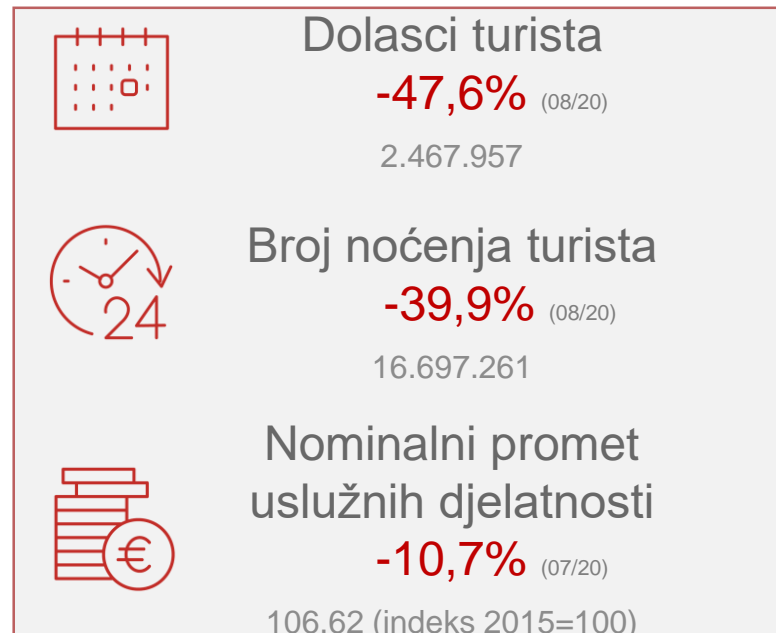 Dolasci turista
-47,6% (08/20)
2.467.957
Broj noćenja turista
-39,9% (08/20)
24
16.697.261
Nominalni promet
uslužnih djelatnosti
-10,7% (07/20)
€
106,62 (indeks 2015=100)